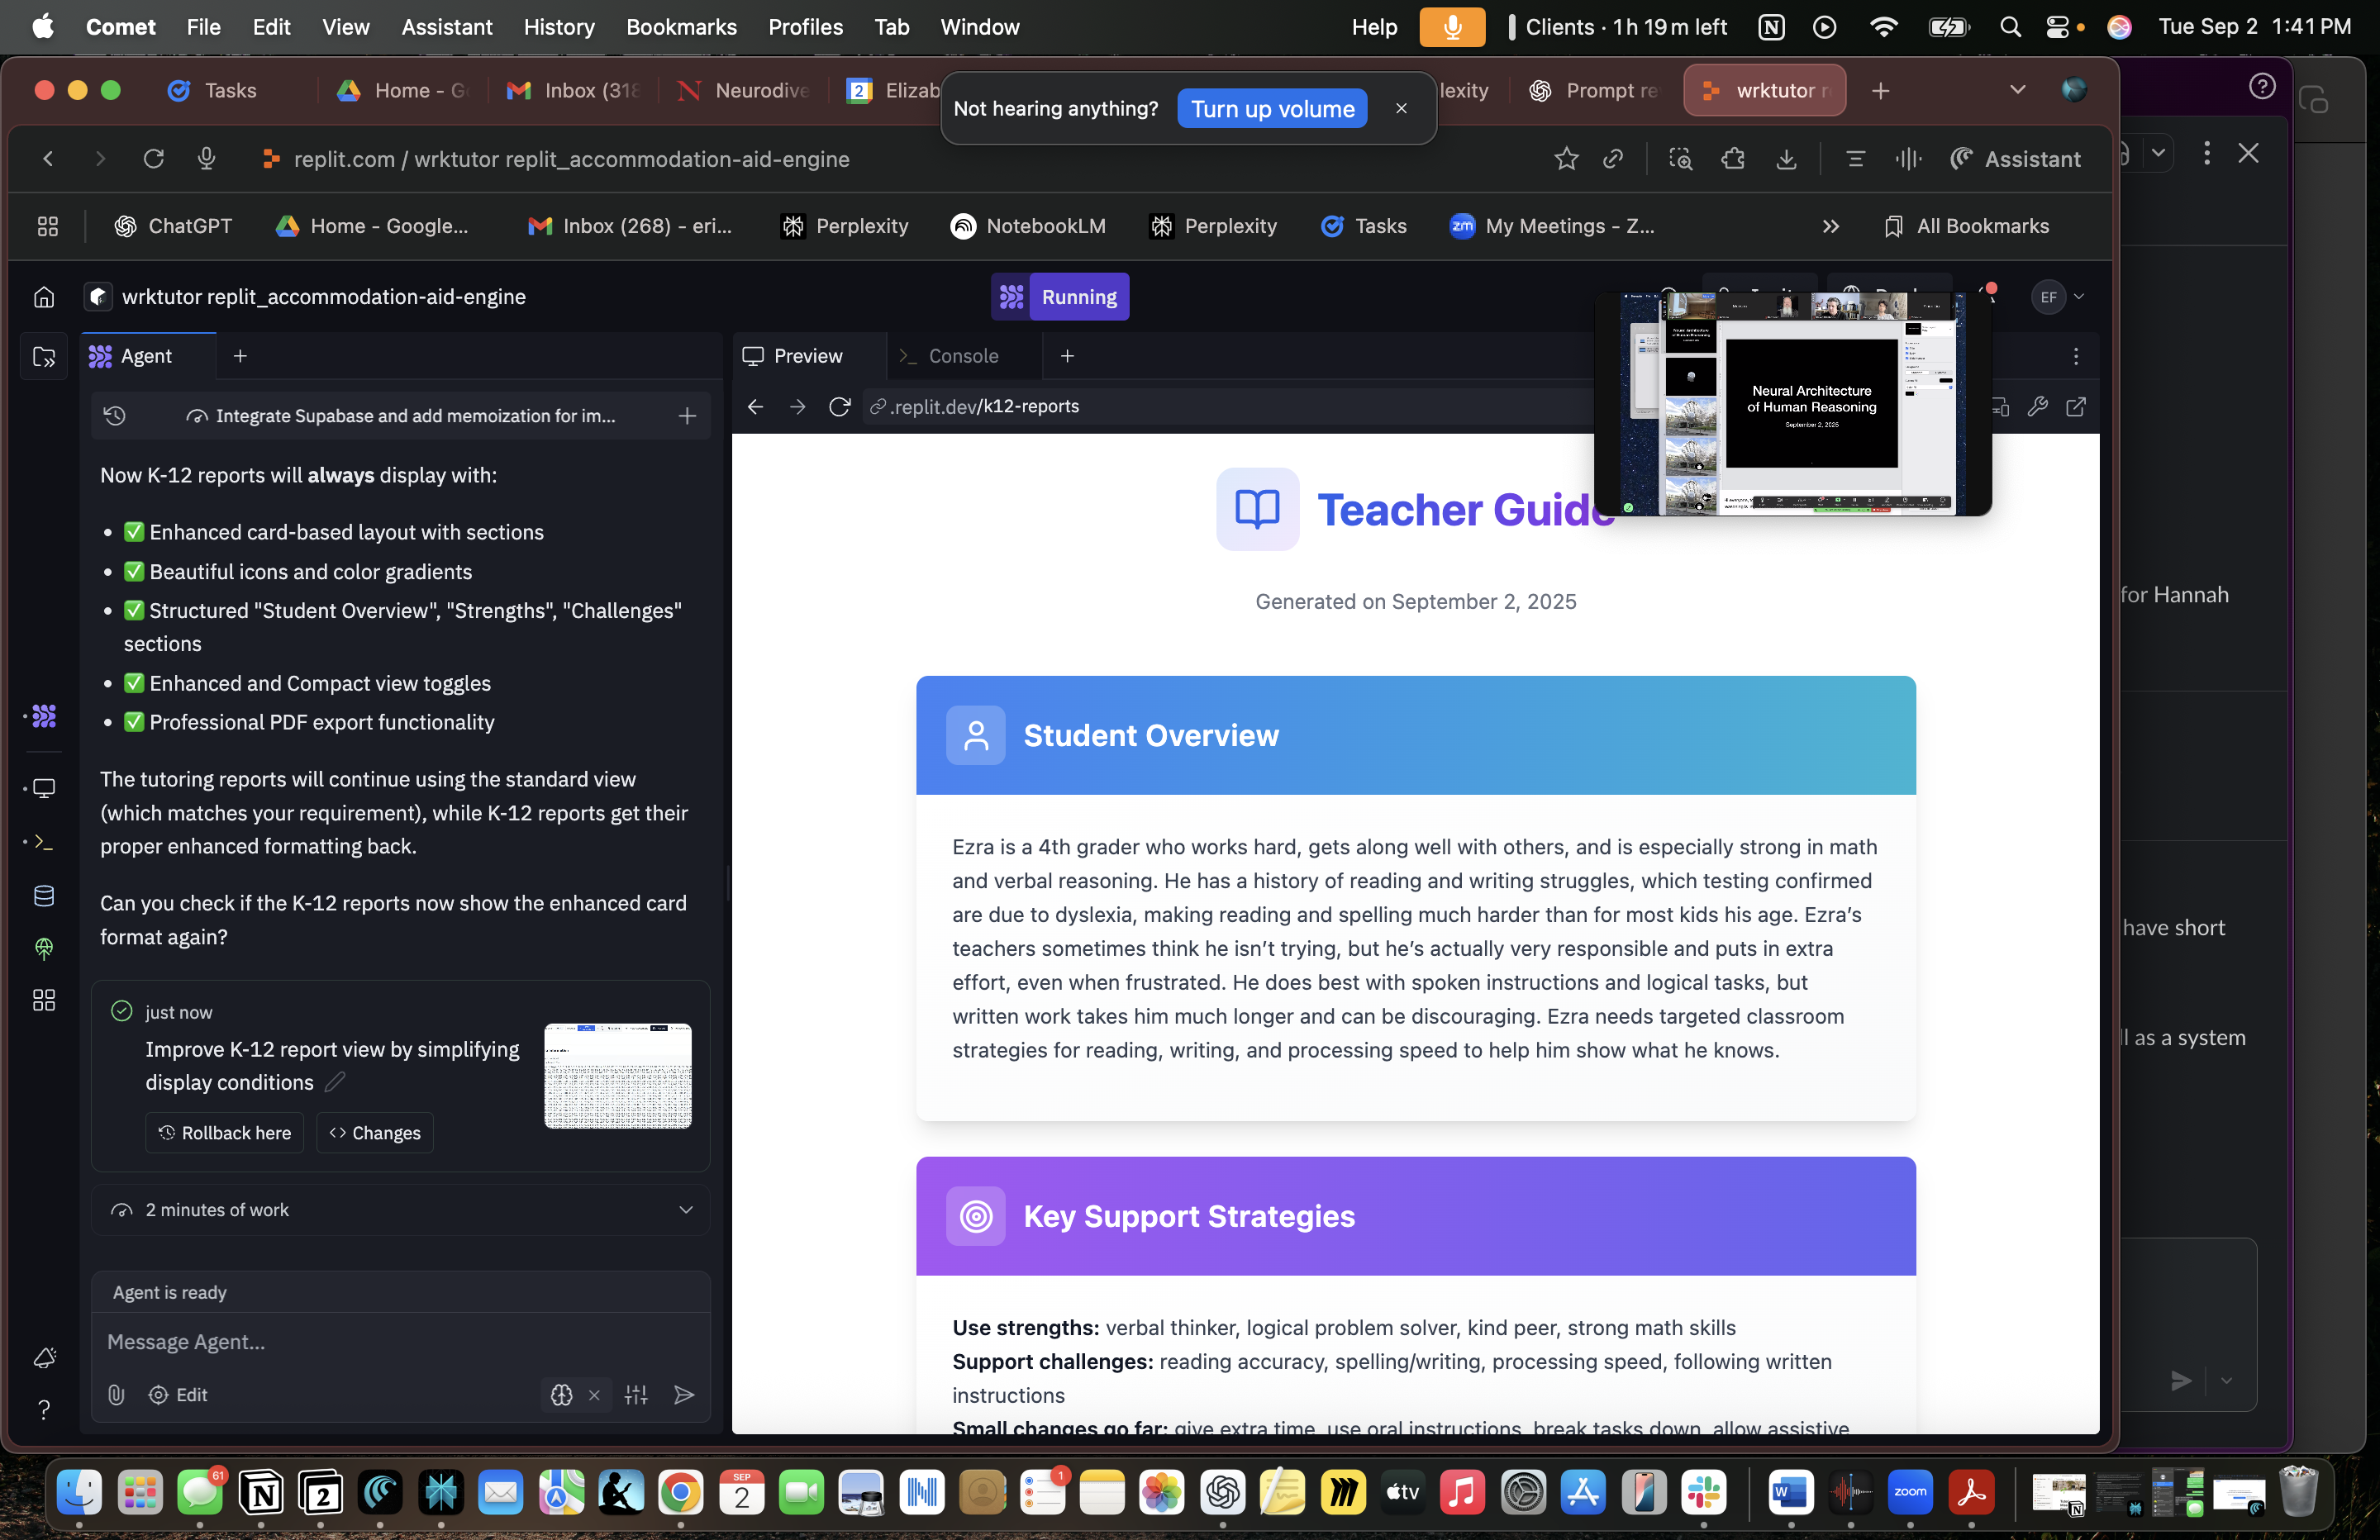 Comet File Edit View Assistant History Bookmarks Profiles Tab Window Help Clients · 1h 19m left Tue Sep 2 1:41 PM
Tasks Home - G Inbox (318 Neurodive 2 Elizab lexity Prompt re wrktutor r
Not hearing anything? Turn up volume
replit.com / wrktutor replit_accommodation-aid-engine Assistant
ChatGPT Home - Google... Inbox (268) - eri... Perplexity NotebookLM Perplexity Tasks zm My Meetings - Z... All Bookmarks
wrktutor replit_accommodation-aid-engine Running EF
Agent
Preview Console
Integrate Supabase and add memoization for im...
.replit.dev/k12-reports
Now K-12 reports will always display with:
• ✅ Enhanced card-based layout with sections
• ✅ Beautiful icons and color gradients
• ✅ Structured "Student Overview", "Strengths", "Challenges"
sections
• ✅ Enhanced and Compact view toggles
• ✅ Professional PDF export functionality
The tutoring reports will continue using the standard view
(which matches your requirement), while K-12 reports get their
proper enhanced formatting back.
Can you check if the K-12 reports now show the enhanced card
format again?
just now
Improve K-12 report view by simplifying
display conditions
Rollback here Changes
2 minutes of work
Agent is ready
Message Agent...
Edit
Neural Architecture
of Human Reasoning
September 2, 2025
Teacher Guide
Generated on September 2, 2025
Student Overview
Ezra is a 4th grader who works hard, gets along well with others, and is especially strong in math
and verbal reasoning. He has a history of reading and writing struggles, which testing confirmed
are due to dyslexia, making reading and spelling much harder than for most kids his age. Ezra’s
teachers sometimes think he isn’t trying, but he’s actually very responsible and puts in extra
effort, even when frustrated. He does best with spoken instructions and logical tasks, but
written work takes him much longer and can be discouraging. Ezra needs targeted classroom
strategies for reading, writing, and processing speed to help him show what he knows.
Key Support Strategies
Use strengths: verbal thinker, logical problem solver, kind peer, strong math skills
Support challenges: reading accuracy, spelling/writing, processing speed, following written
instructions
Small changes go far: give extra time, use oral instructions, break tasks down, allow assistive
for Hannah
have short
ll as a system
61 2 SEP 2 1 tv zoom